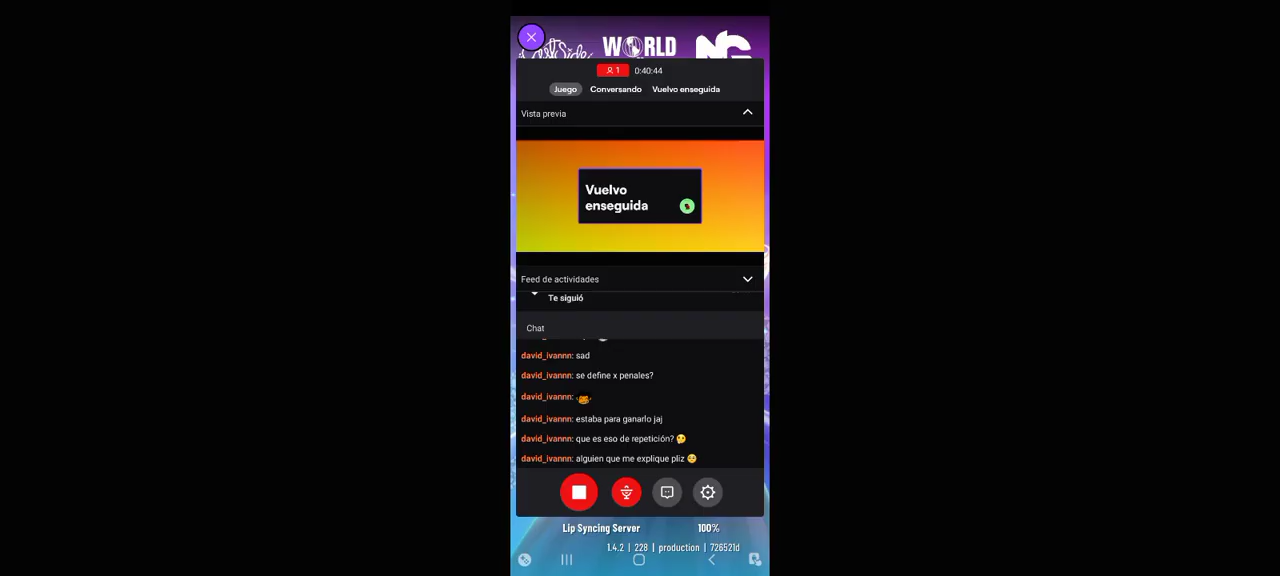 WORLD
1 0:40:44
Juego Conversando Vuelvo enseguida
Vista previa
Vuelvo
enseguida
Feed de actividades
Te siguió
Chat
david_ivannn: sad
david_ivannn: se define x penales?
david_ivannn:
david_ivannn: estaba para ganarlo jaj
david_ivannn: que es eso de repetición? 🤔
david_ivannn: alguien que me explique pliz 🥺
Lip Syncing Server 100%
1.4.2 | 228 | production | 726521d